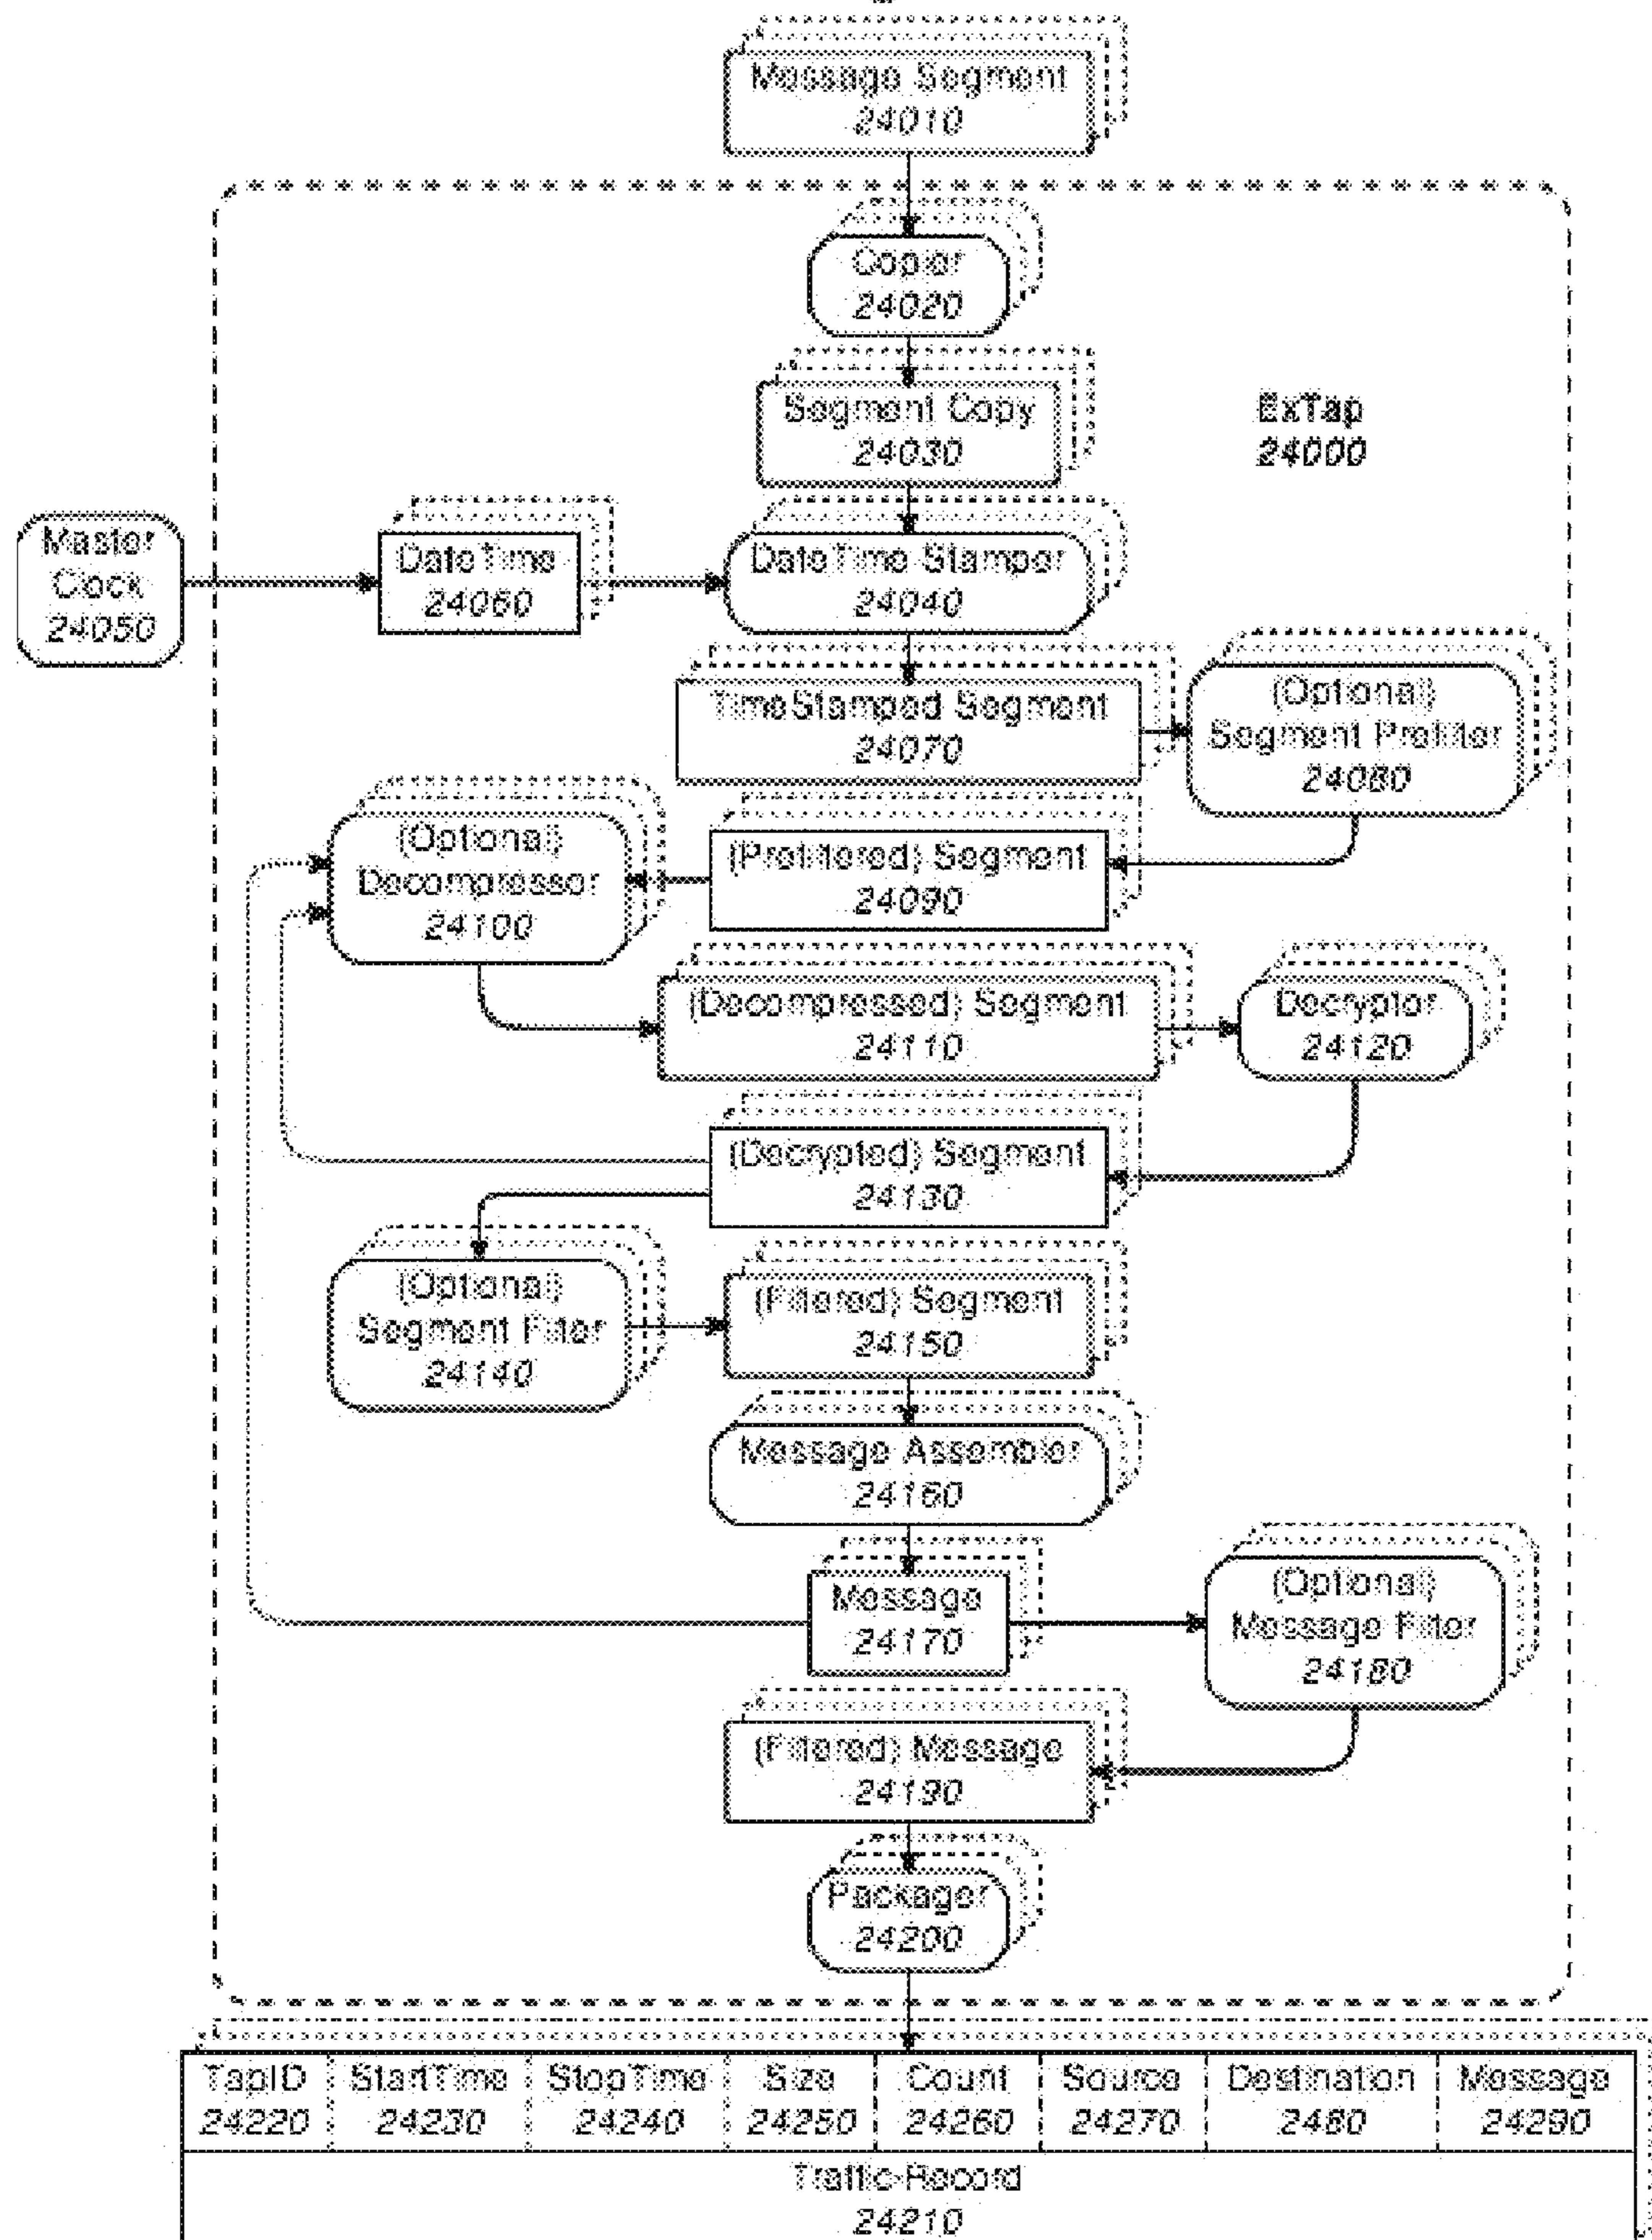 Message Segment
24010
Copier
24020
Segment Copy
24030
ExTap
24000
Master
Clock
24050
DateTime
24060
DateTime Stamper
24040
TimeStamped Segment
24070
(Optional)
Segment Prefilter
24080
(Optional)
Decompressor
24100
(Prefiltered) Segment
24090
(Decompressed) Segment
24110
Decryptor
24120
(Decrypted) Segment
24130
(Optional)
Segment Filter
24140
(Filtered) Segment
24150
Message Assembler
24160
Message
24170
(Optional)
Message Filter
24180
(Filtered) Message
24190
Packager
24200
TapID StartTime StopTime Size Count Source Destination Message
24220 24230 24240 24250 24260 24270 2480 24290
Traffic-Record
24210